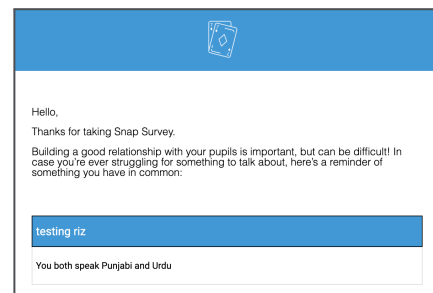 Hello,
Thanks for taking Snap Survey.
Building a good relationship with your pupils is important, but can be difficult! In
case you're ever struggling for something to talk about, here's a reminder of
something you have in common:
testing riz
You both speak Punjabi and Urdu